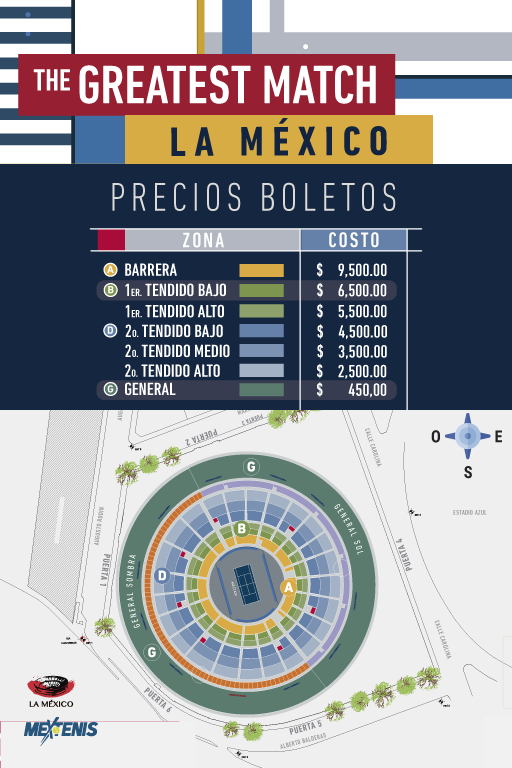 THE GREATEST MATCH
LA MÉXICO
PRECIOS BOLETOS
ZONA COSTO
A BARRERA $ 9,500.00
B 1ER. TENDIDO BAJO $ 6,500.00
1ER. TENDIDO ALTO $ 5,500.00
D 2O. TENDIDO BAJO $ 4,500.00
2O. TENDIDO MEDIO $ 3,500.00
2O. TENDIDO ALTO $ 2,500.00
G GENERAL $ 450,00
PUERTA 3
PUERTA 2
CALLE CAROLINA
O E
S
G
GENERAL SOL
ESTADIO AZUL
B
PUERTA 1
PUERTA 4
D
A
GENERAL SOMBRA
G
CALLE CAROLINA
LA MÉXICO
PUERTA 6
PUERTA 5
ALBERTO BALDERAS
MEXTENIS